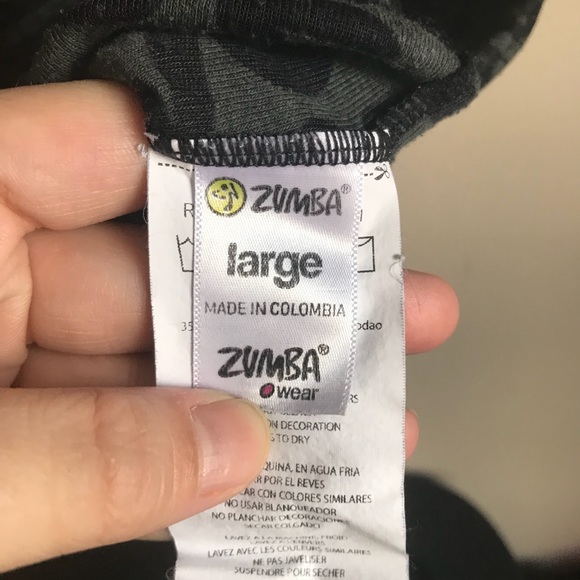 ZUMBA®
large
MADE IN COLOMBIA
ZUMBA®
wear
ON DECORATION
TO DRY
QUINA, EN AGUA FRIA
POR EL REVES
CON COLORES SIMILARES
NO USAR BLANQUEADOR
NO PLANCHAR DECORACIONES
SECAR COLGADO
LAVEZ AVEC LES COULEURS SIMILAIRES
NE PAS JAVELISER
SUSPENDRE POUR SECHER